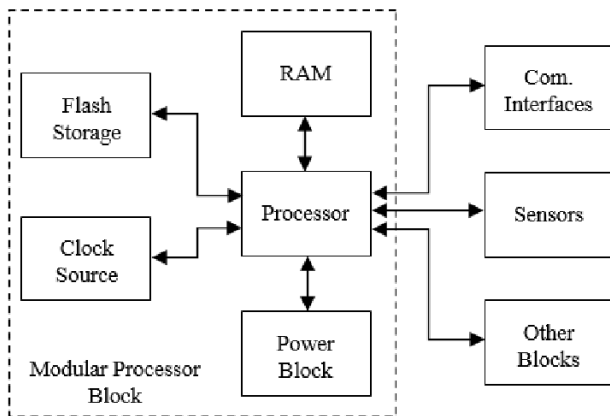 RAM
Com.
Interfaces
Flash
Storage
Processor
Sensors
Clock
Source
Power
Block
Other
Blocks
Modular Processor
Block